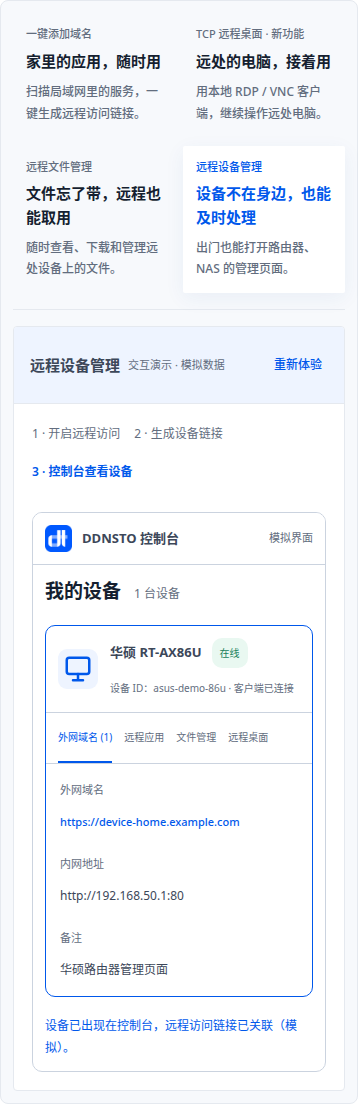 一键添加域名
家里的应用，随时用
扫描局域网里的服务，一
键生成远程访问链接。
TCP 远程桌面 · 新功能
远处的电脑，接着用
用本地 RDP / VNC 客户
端，继续操作远处电脑。
远程文件管理
文件忘了带，远程也
能取用
随时查看、下载和管理远
处设备上的文件。
远程设备管理
设备不在身边，也能
及时处理
出门也能打开路由器、
NAS 的管理页面。
远程设备管理 交互演示 · 模拟数据 重新体验
1 · 开启远程访问 2 · 生成设备链接
3 · 控制台查看设备
dt DDNSTO 控制台 模拟界面
我的设备 1 台设备
华硕 RT-AX86U 在线
设备 ID：asus-demo-86u · 客户端已连接
外网域名 (1) 远程应用 文件管理 远程桌面
外网域名
https://device-home.example.com
内网地址
http://192.168.50.1:80
备注
华硕路由器管理页面
设备已出现在控制台，远程访问链接已关联（模
拟）。